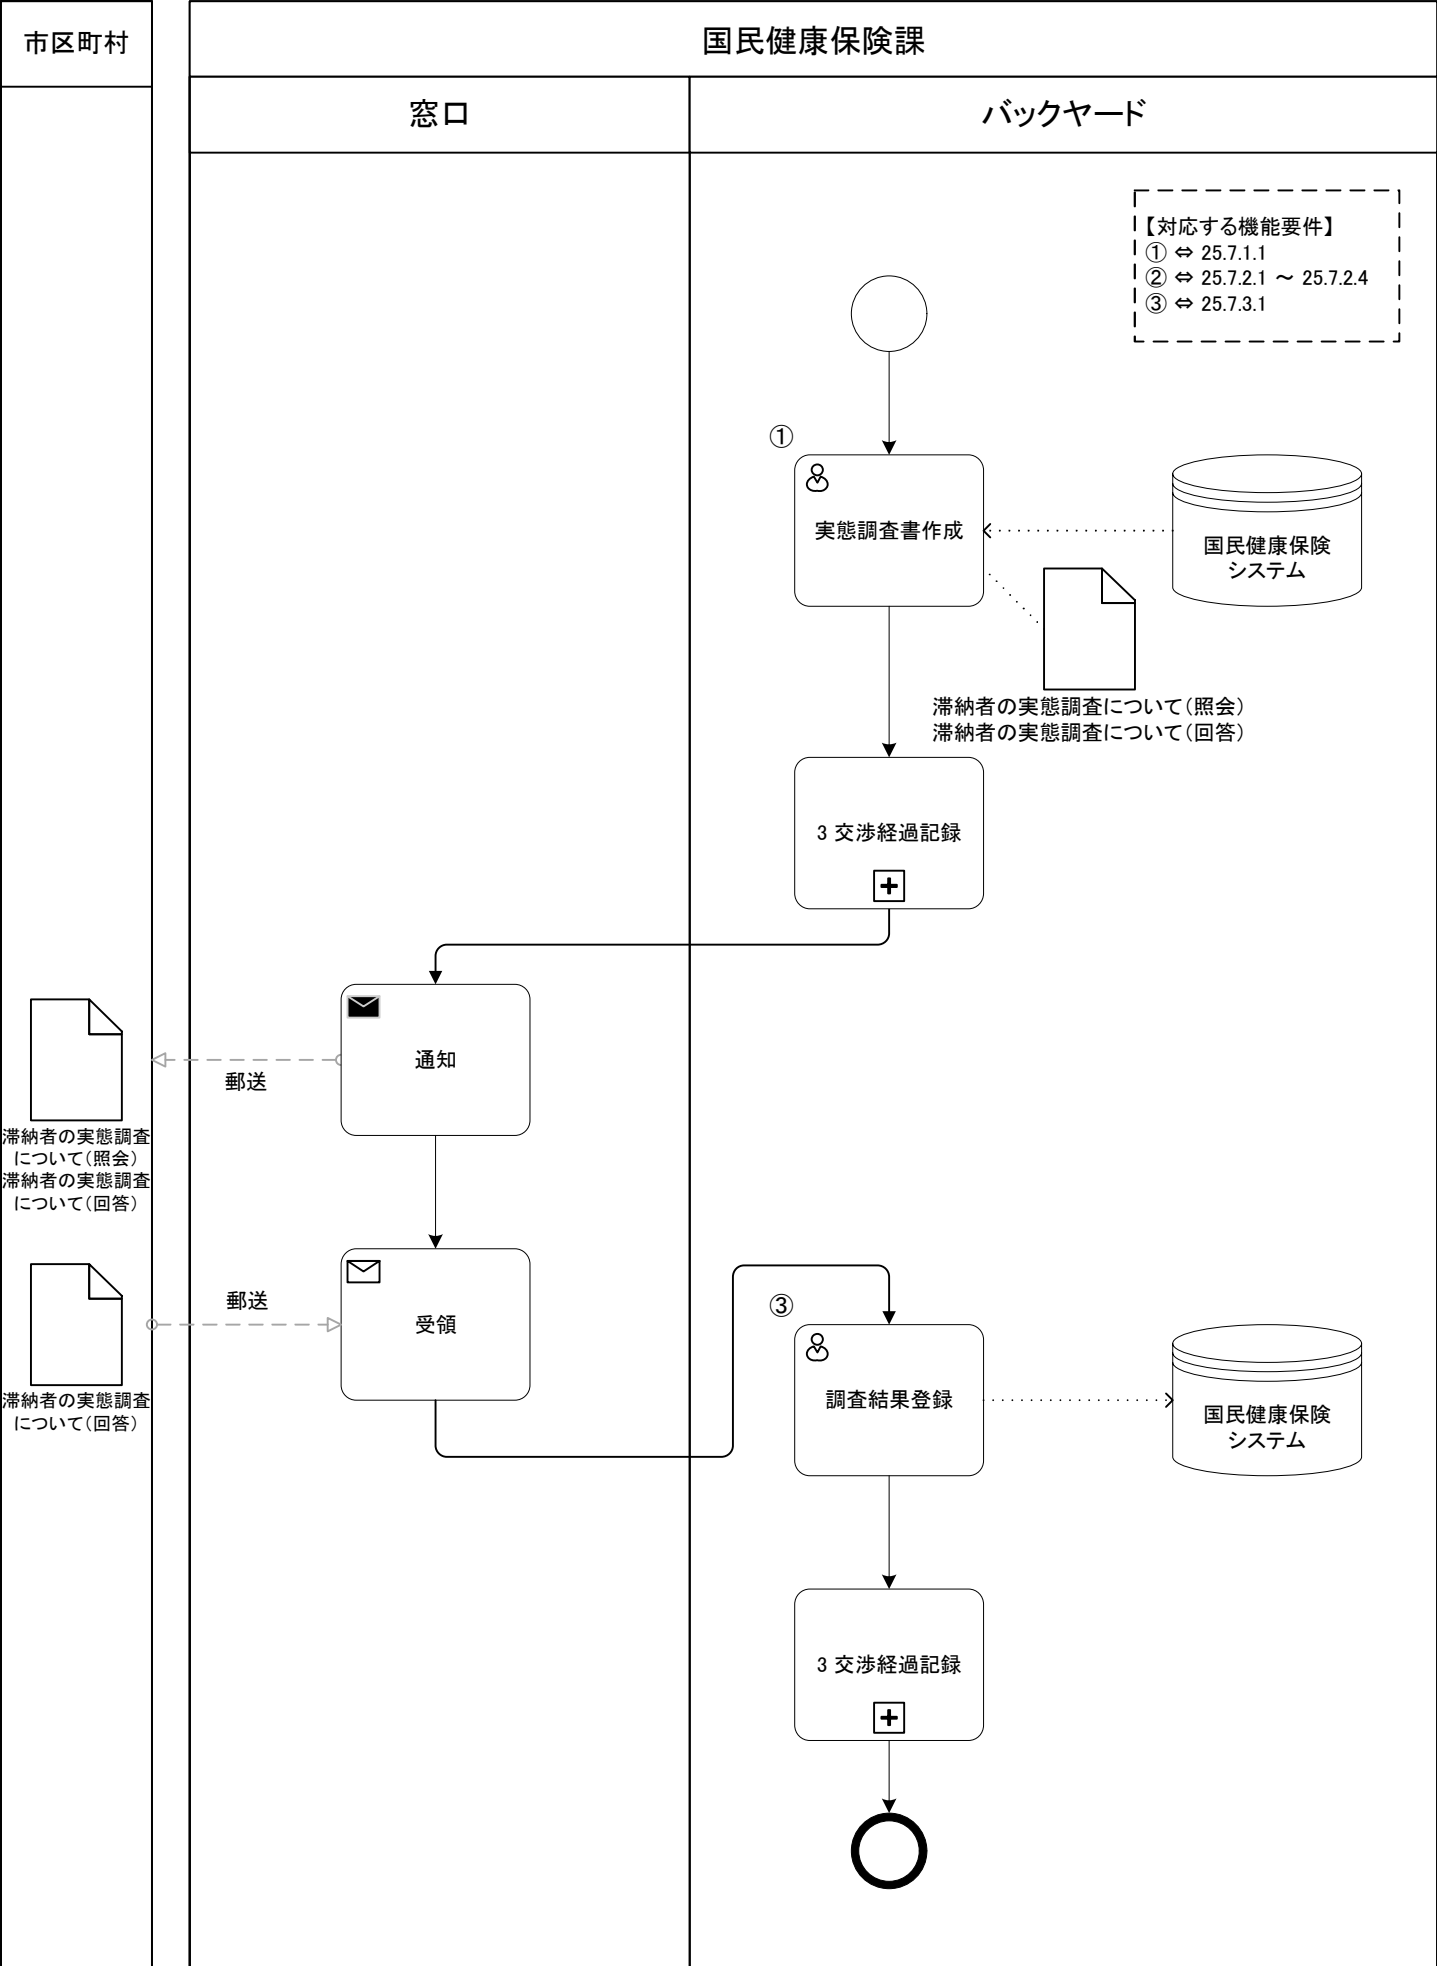 市区町村
国民健康保険課
窓口
バックヤード
【対応する機能要件】
① ⇔ 25.7.1.1
② ⇔ 25.7.2.1 ～ 25.7.2.4
③ ⇔ 25.7.3.1
①
実態調査書作成
国民健康保険
システム
滞納者の実態調査について(照会)
滞納者の実態調査について(回答)
3 交渉経過記録
通知
郵送
滞納者の実態調査
について(照会)
滞納者の実態調査
について(回答)
受領
郵送
滞納者の実態調査
について(回答)
③
調査結果登録
国民健康保険
システム
3 交渉経過記録